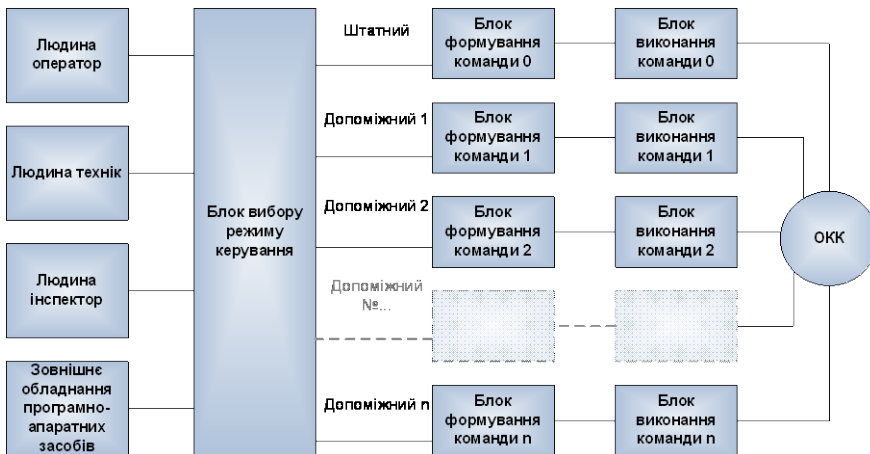 Людина
оператор
Людина технік
Людина
інспектор
Зовнішнє
обладнання
програмно-
апаратних
засобів
Блок вибору
режиму
керування
Штатний
Блок
формування
команди 0
Блок
виконання
команди 0
Допоміжний 1
Блок
формування
команди 1
Блок
виконання
команди 1
Допоміжний 2
Блок
формування
команди 2
Блок
виконання
команди 2
Допоміжний
№...
Допоміжний n
Блок
формування
команди n
Блок
виконання
команди n
ОКК